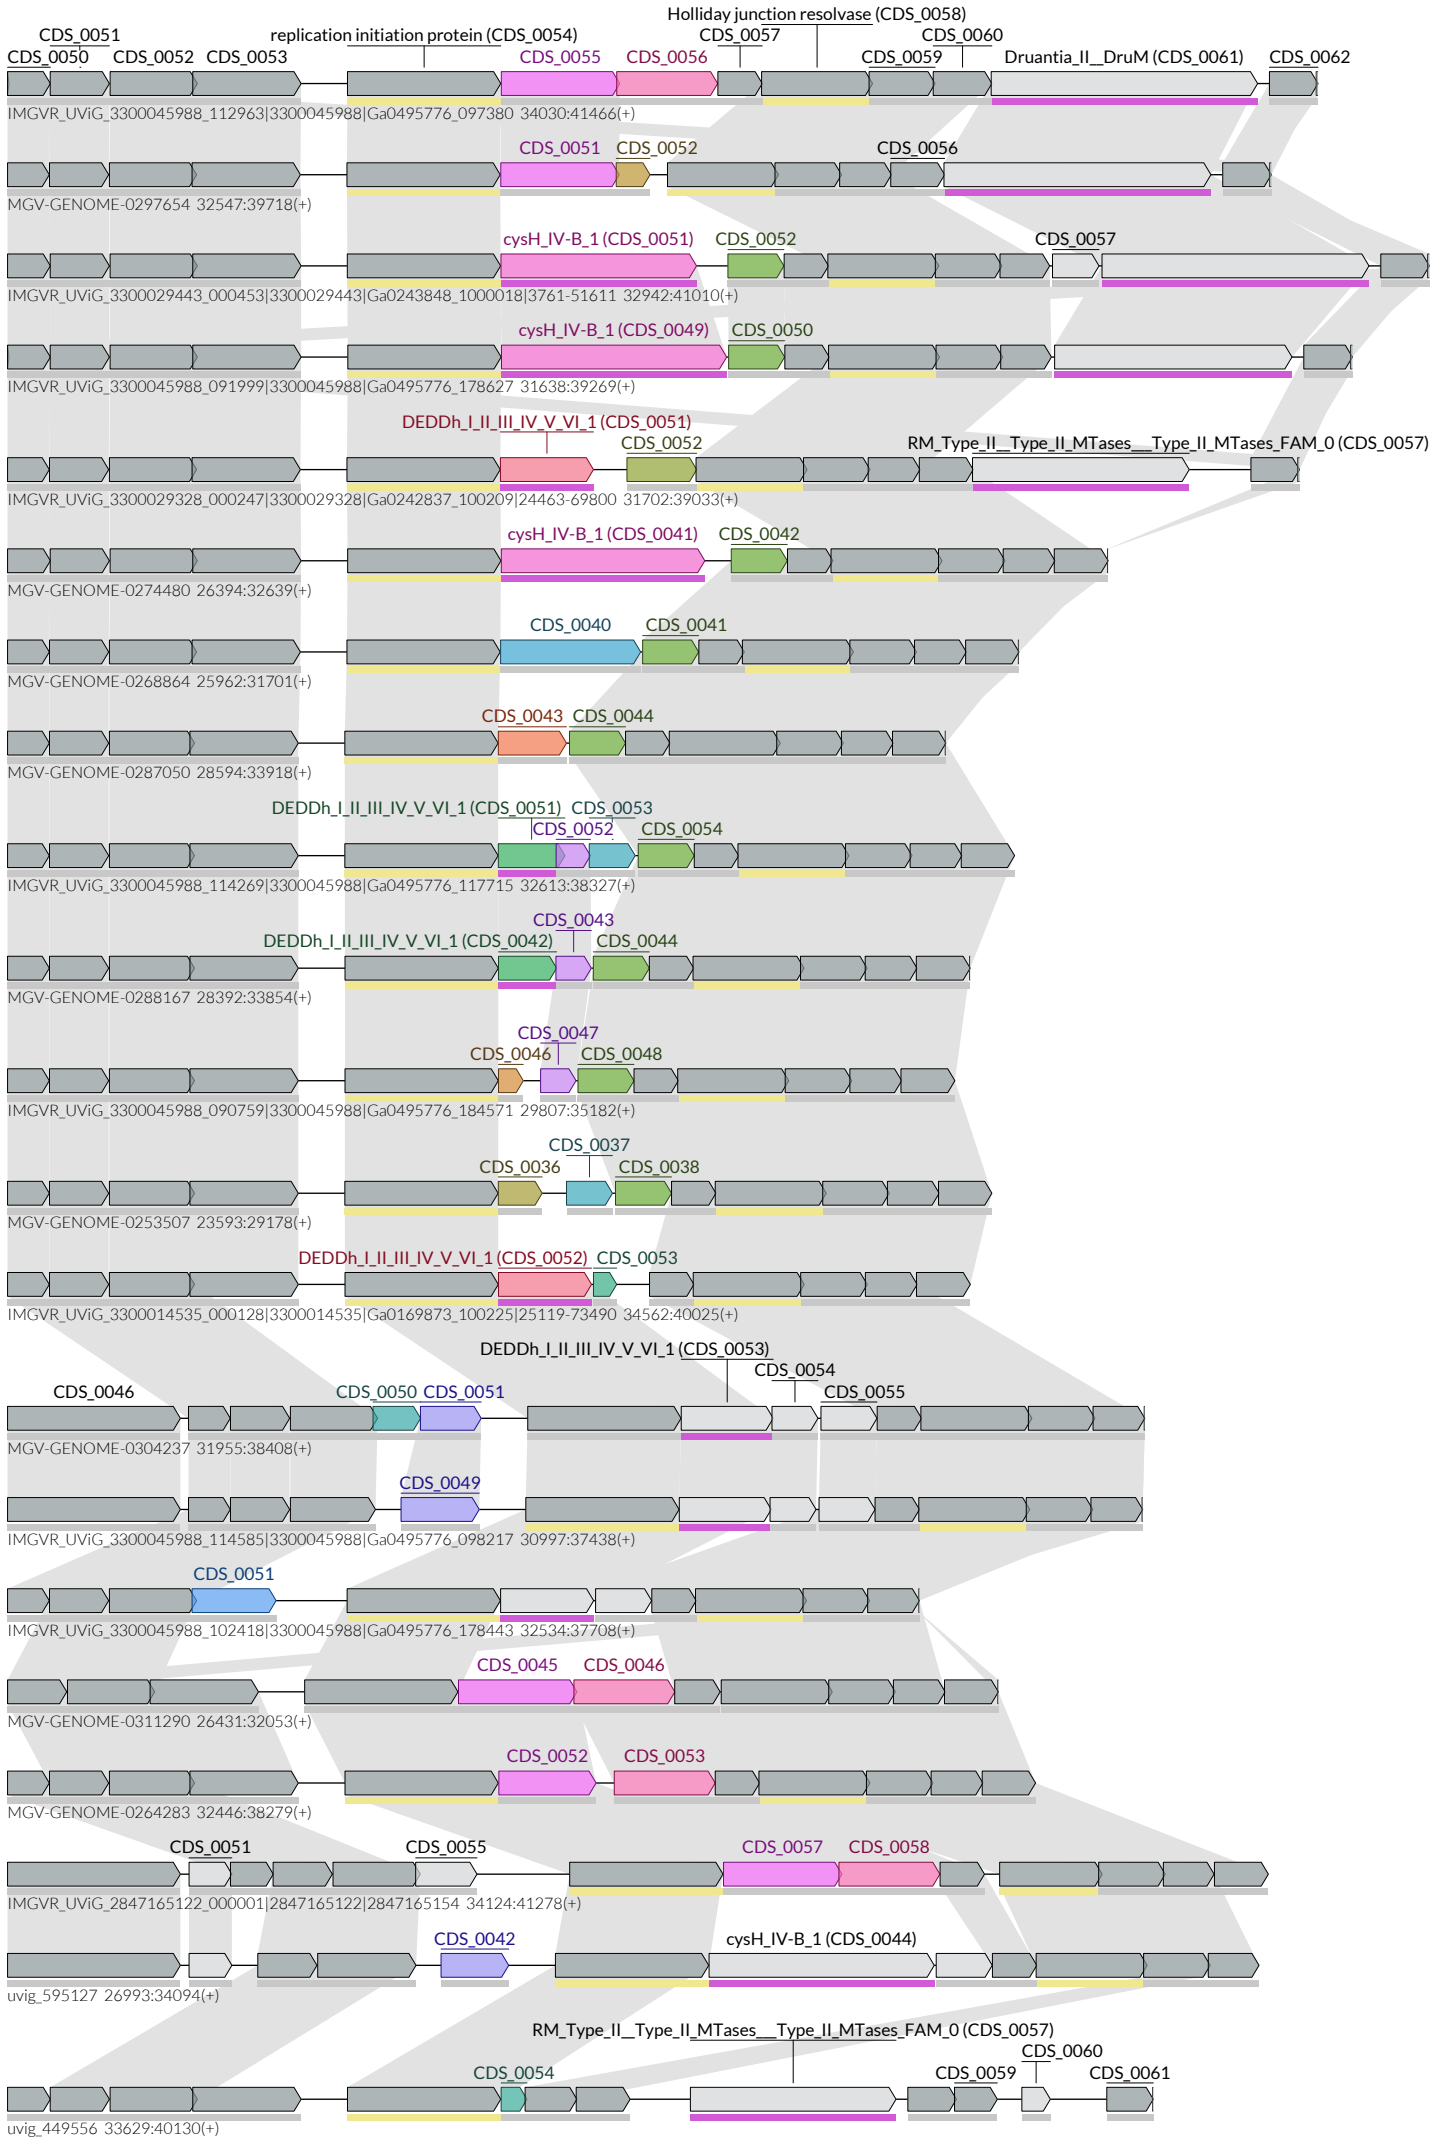 Holliday junction resolvase (CDS_0058)
CDS_0051 replication initiation protein (CDS_0054) CDS_0057 CDS_0060
CDS_0050 CDS_0052 CDS_0053 CDS_0055 CDS_0056 CDS_0059 Druantia_II__DruM (CDS_0061) CDS_0062
IMGVR_UViG_3300045988_112963|3300045988|Ga0495776_097380 34030:41466(+)
CDS_0051 CDS_0052 CDS_0056
MGV-GENOME-0297654 32547:39718(+)
cysH_IV-B_1 (CDS_0051) CDS_0052 CDS_0057
IMGVR_UViG_3300029443_000453|3300029443|Ga0243848_1000018|3761-51611 32942:41010(+)
cysH_IV-B_1 (CDS_0049) CDS_0050
IMGVR_UViG_3300045988_091999|3300045988|Ga0495776_178627 31638:39269(+)
DEDDh_I_II_III_IV_V_VI_1 (CDS_0051)
CDS_0052 RM_Type_II__Type_II_MTases___Type_II_MTases_FAM_0 (CDS_0057)
IMGVR_UViG_3300029328_000247|3300029328|Ga0242837_100209|24463-69800 31702:39033(+)
cysH_IV-B_1 (CDS_0041) CDS_0042
MGV-GENOME-0274480 26394:32639(+)
CDS_0040 CDS_0041
MGV-GENOME-0268864 25962:31701(+)
CDS_0043 CDS_0044
MGV-GENOME-0287050 28594:33918(+)
DEDDh_I_II_III_IV_V_VI_1 (CDS_0051) CDS_0053
CDS_0052 CDS_0054
IMGVR_UViG_3300045988_114269|3300045988|Ga0495776_117715 32613:38327(+)
CDS_0043
DEDDh_I_II_III_IV_V_VI_1 (CDS_0042) CDS_0044
MGV-GENOME-0288167 28392:33854(+)
CDS_0047
CDS_0046 CDS_0048
IMGVR_UViG_3300045988_090759|3300045988|Ga0495776_184571 29807:35182(+)
CDS_0037
CDS_0036 CDS_0038
MGV-GENOME-0253507 23593:29178(+)
DEDDh_I_II_III_IV_V_VI_1 (CDS_0052) CDS_0053
IMGVR_UViG_3300014535_000128|3300014535|Ga0169873_100225|25119-73490 34562:40025(+)
DEDDh_I_II_III_IV_V_VI_1 (CDS_0053)
CDS_0054
CDS_0046 CDS_0050 CDS_0051 CDS_0055
MGV-GENOME-0304237 31955:38408(+)
CDS_0049
IMGVR_UViG_3300045988_114585|3300045988|Ga0495776_098217 30997:37438(+)
CDS_0051
IMGVR_UViG_3300045988_102418|3300045988|Ga0495776_178443 32534:37708(+)
CDS_0045 CDS_0046
MGV-GENOME-0311290 26431:32053(+)
CDS_0052 CDS_0053
MGV-GENOME-0264283 32446:38279(+)
CDS_0051 CDS_0055 CDS_0057 CDS_0058
IMGVR_UViG_2847165122_000001|2847165122|2847165154 34124:41278(+)
CDS_0042 cysH_IV-B_1 (CDS_0044)
uvig_595127 26993:34094(+)
RM_Type_II__Type_II_MTases___Type_II_MTases_FAM_0 (CDS_0057)
CDS_0060
CDS_0054 CDS_0059 CDS_0061
uvig_449556 33629:40130(+)